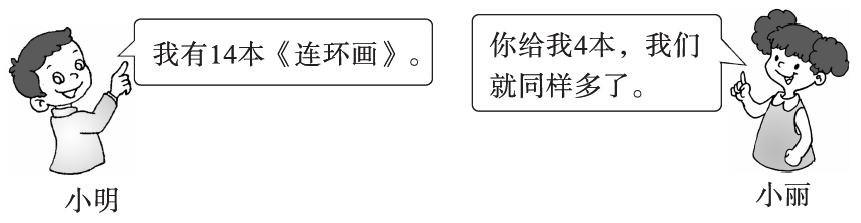 我有14本《连环画》。
你给我4本，我们
就同样多了。
小明
小丽